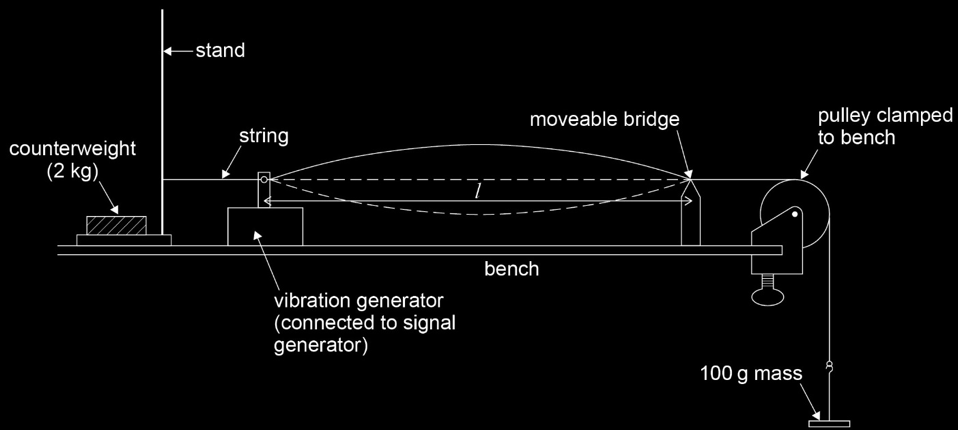 stand
string
moveable bridge
pulley clamped
to bench
counterweight
(2 kg)
l
bench
vibration generator
(connected to signal
generator)
100 g mass